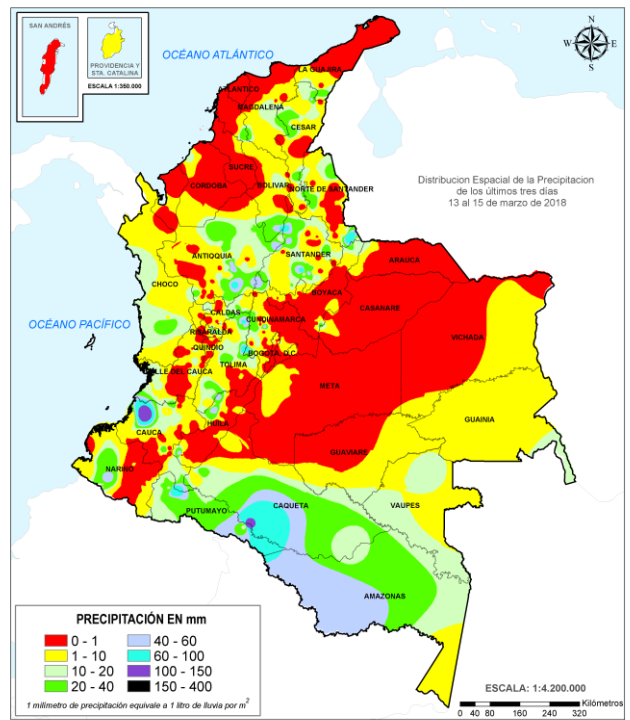 SAN ANDRÉS
PROVIDENCIA Y
STA. CATALINA
ESCALA 1:350.000
OCÉANO ATLÁNTICO
N
W
E
S
LA GUAJIRA
ATLANTICO
MAGDALENA
CESAR
SUCRE
CORDOBA
BOLIVAR
NORTE DE SANTANDER
Distribucion Espacial de la Precipitacion
de los últimos tres días
13 al 15 de marzo de 2018
ANTIOQUIA
SANTANDER
ARAUCA
CHOCO
BOYACA
CASANARE
OCÉANO PACÍFICO
CALDAS
CUNDINAMARCA
RISARALDA
VICHADA
QUINDIO
BOGOTA, D.C.
TOLIMA
VALLE DEL CAUCA
META
CAUCA
HUILA
GUAINIA
GUAVIARE
NARIÑO
PUTUMAYO
CAQUETA
VAUPES
AMAZONAS
PRECIPITACIÓN EN mm
0 - 1
40 - 60
1 - 10
60 - 100
10 - 20
100 - 150
20 - 40
150 - 400
1 milímetro de precipitación equivale a 1 litro de lluvia por m²
ESCALA: 1:4.200.000
Kilómetros
0 40 80 160 240 320